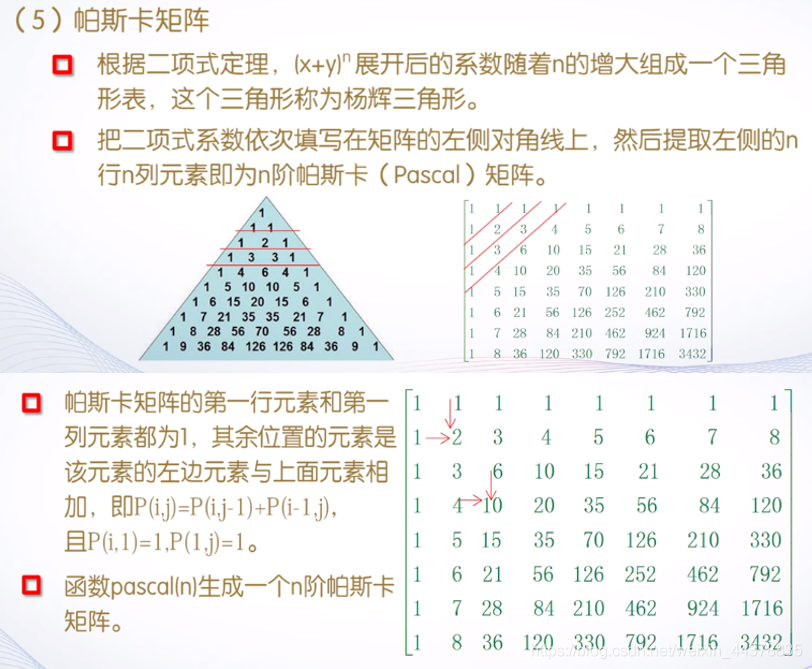 （5）帕斯卡矩阵
根据二项式定理，(x+y)ⁿ展开后的系数随着n的增大组成一个三角
形表，这个三角形称为杨辉三角形。
把二项式系数依次填写在矩阵的左侧对角线上，然后提取左侧的n
行n列元素即为n阶帕斯卡（Pascal）矩阵。
1
1 1
1 2 1
1 3 3 1
1 4 6 4 1
1 5 10 10 5 1
1 6 15 20 15 6 1
1 7 21 35 35 21 7 1
1 8 28 56 70 56 28 8 1
1 9 36 84 126 126 84 36 9 1
1 1 1 1 1 1 1 1
1 2 3 4 5 6 7 8
1 3 6 10 15 21 28 36
1 4 10 20 35 56 84 120
1 5 15 35 70 126 210 330
1 6 21 56 126 252 462 792
1 7 28 84 210 462 924 1716
1 8 36 120 330 792 1716 3432
帕斯卡矩阵的第一行元素和第一
列元素都为1，其余位置的元素是
该元素的左边元素与上面元素相
加，即P(i,j)=P(i,j-1)+P(i-1,j)，
且P(i,1)=1,P(1,j)=1。
函数pascal(n)生成一个n阶帕斯卡
矩阵。
1 1 1 1 1 1 1 1
1 2 3 4 5 6 7 8
1 3 6 10 15 21 28 36
1 4 10 20 35 56 84 120
1 5 15 35 70 126 210 330
1 6 21 56 126 252 462 792
1 7 28 84 210 462 924 1716
1 8 36 120 330 792 1716 3432